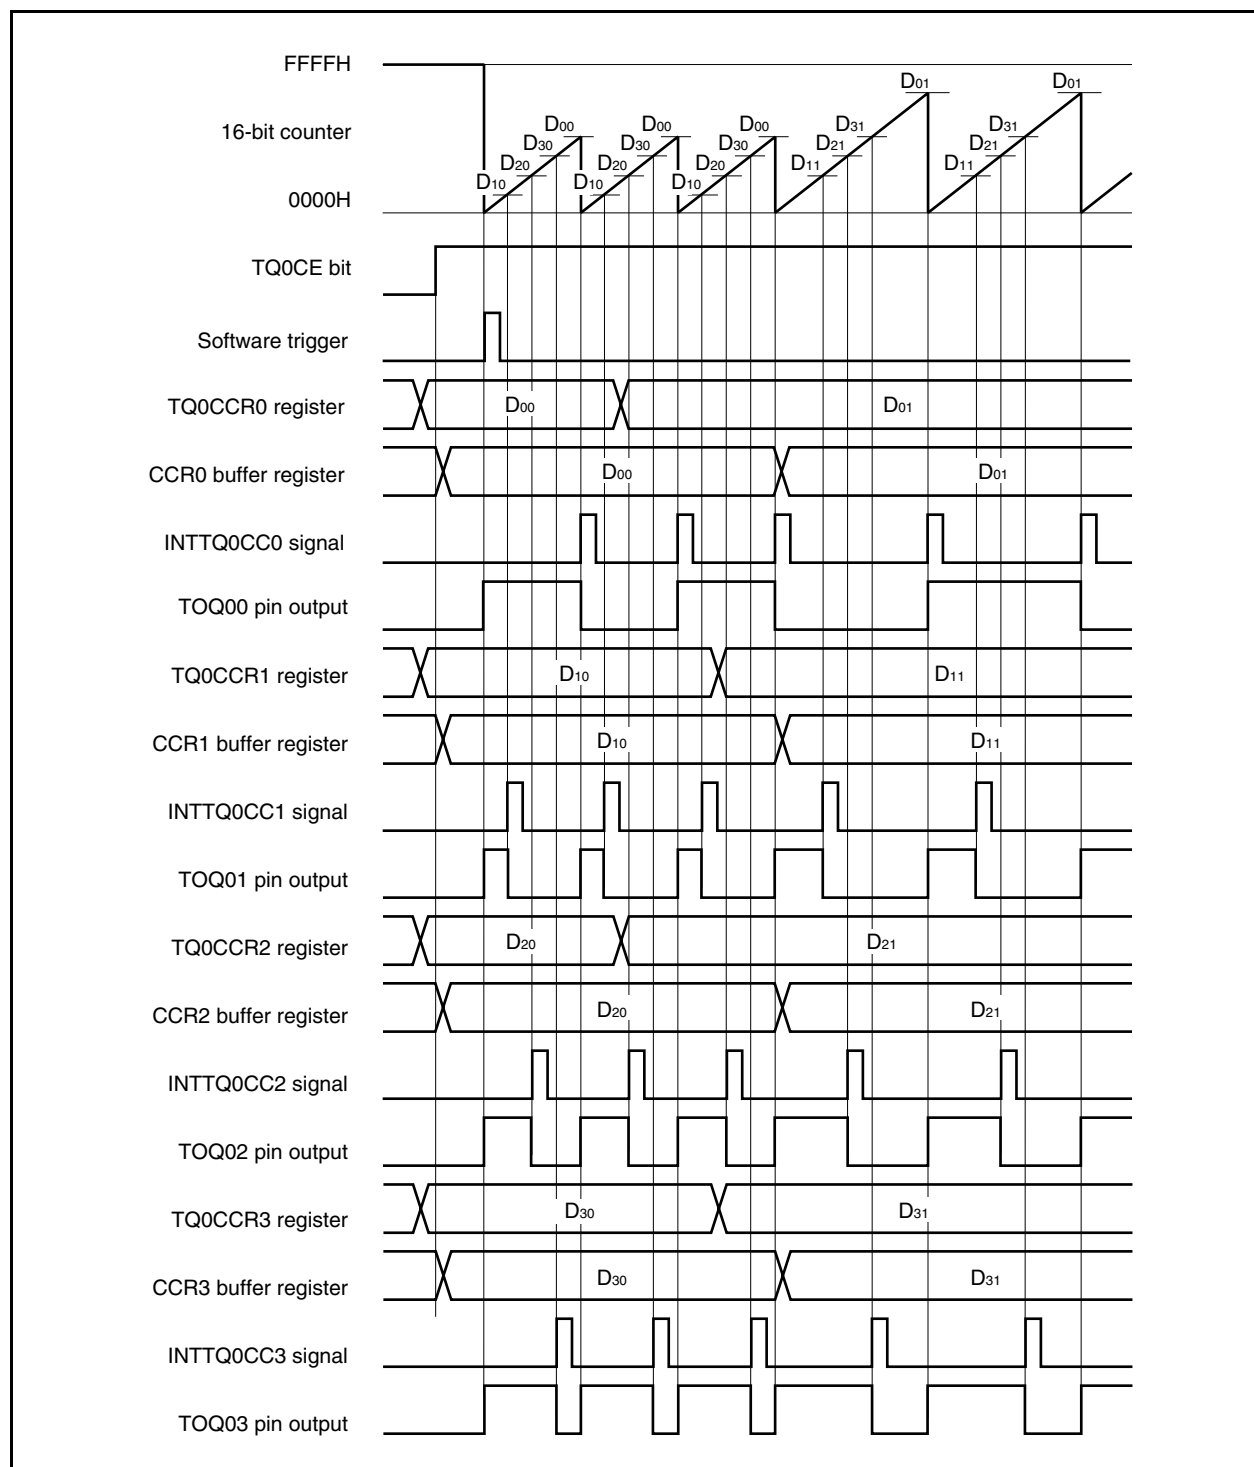 FFFFH
D01 D01
16-bit counter
D00 D00 D00 D31 D31
D30 D30 D30 D21 D21
D20 D20 D20 D11 D11
D10 D10 D10
0000H
TQ0CE bit
Software trigger
TQ0CCR0 register D00 D01
CCR0 buffer register D00 D01
INTTQ0CC0 signal
TOQ00 pin output
TQ0CCR1 register D10 D11
CCR1 buffer register D10 D11
INTTQ0CC1 signal
TOQ01 pin output
TQ0CCR2 register D20 D21
CCR2 buffer register D20 D21
INTTQ0CC2 signal
TOQ02 pin output
TQ0CCR3 register D30 D31
CCR3 buffer register D30 D31
INTTQ0CC3 signal
TOQ03 pin output